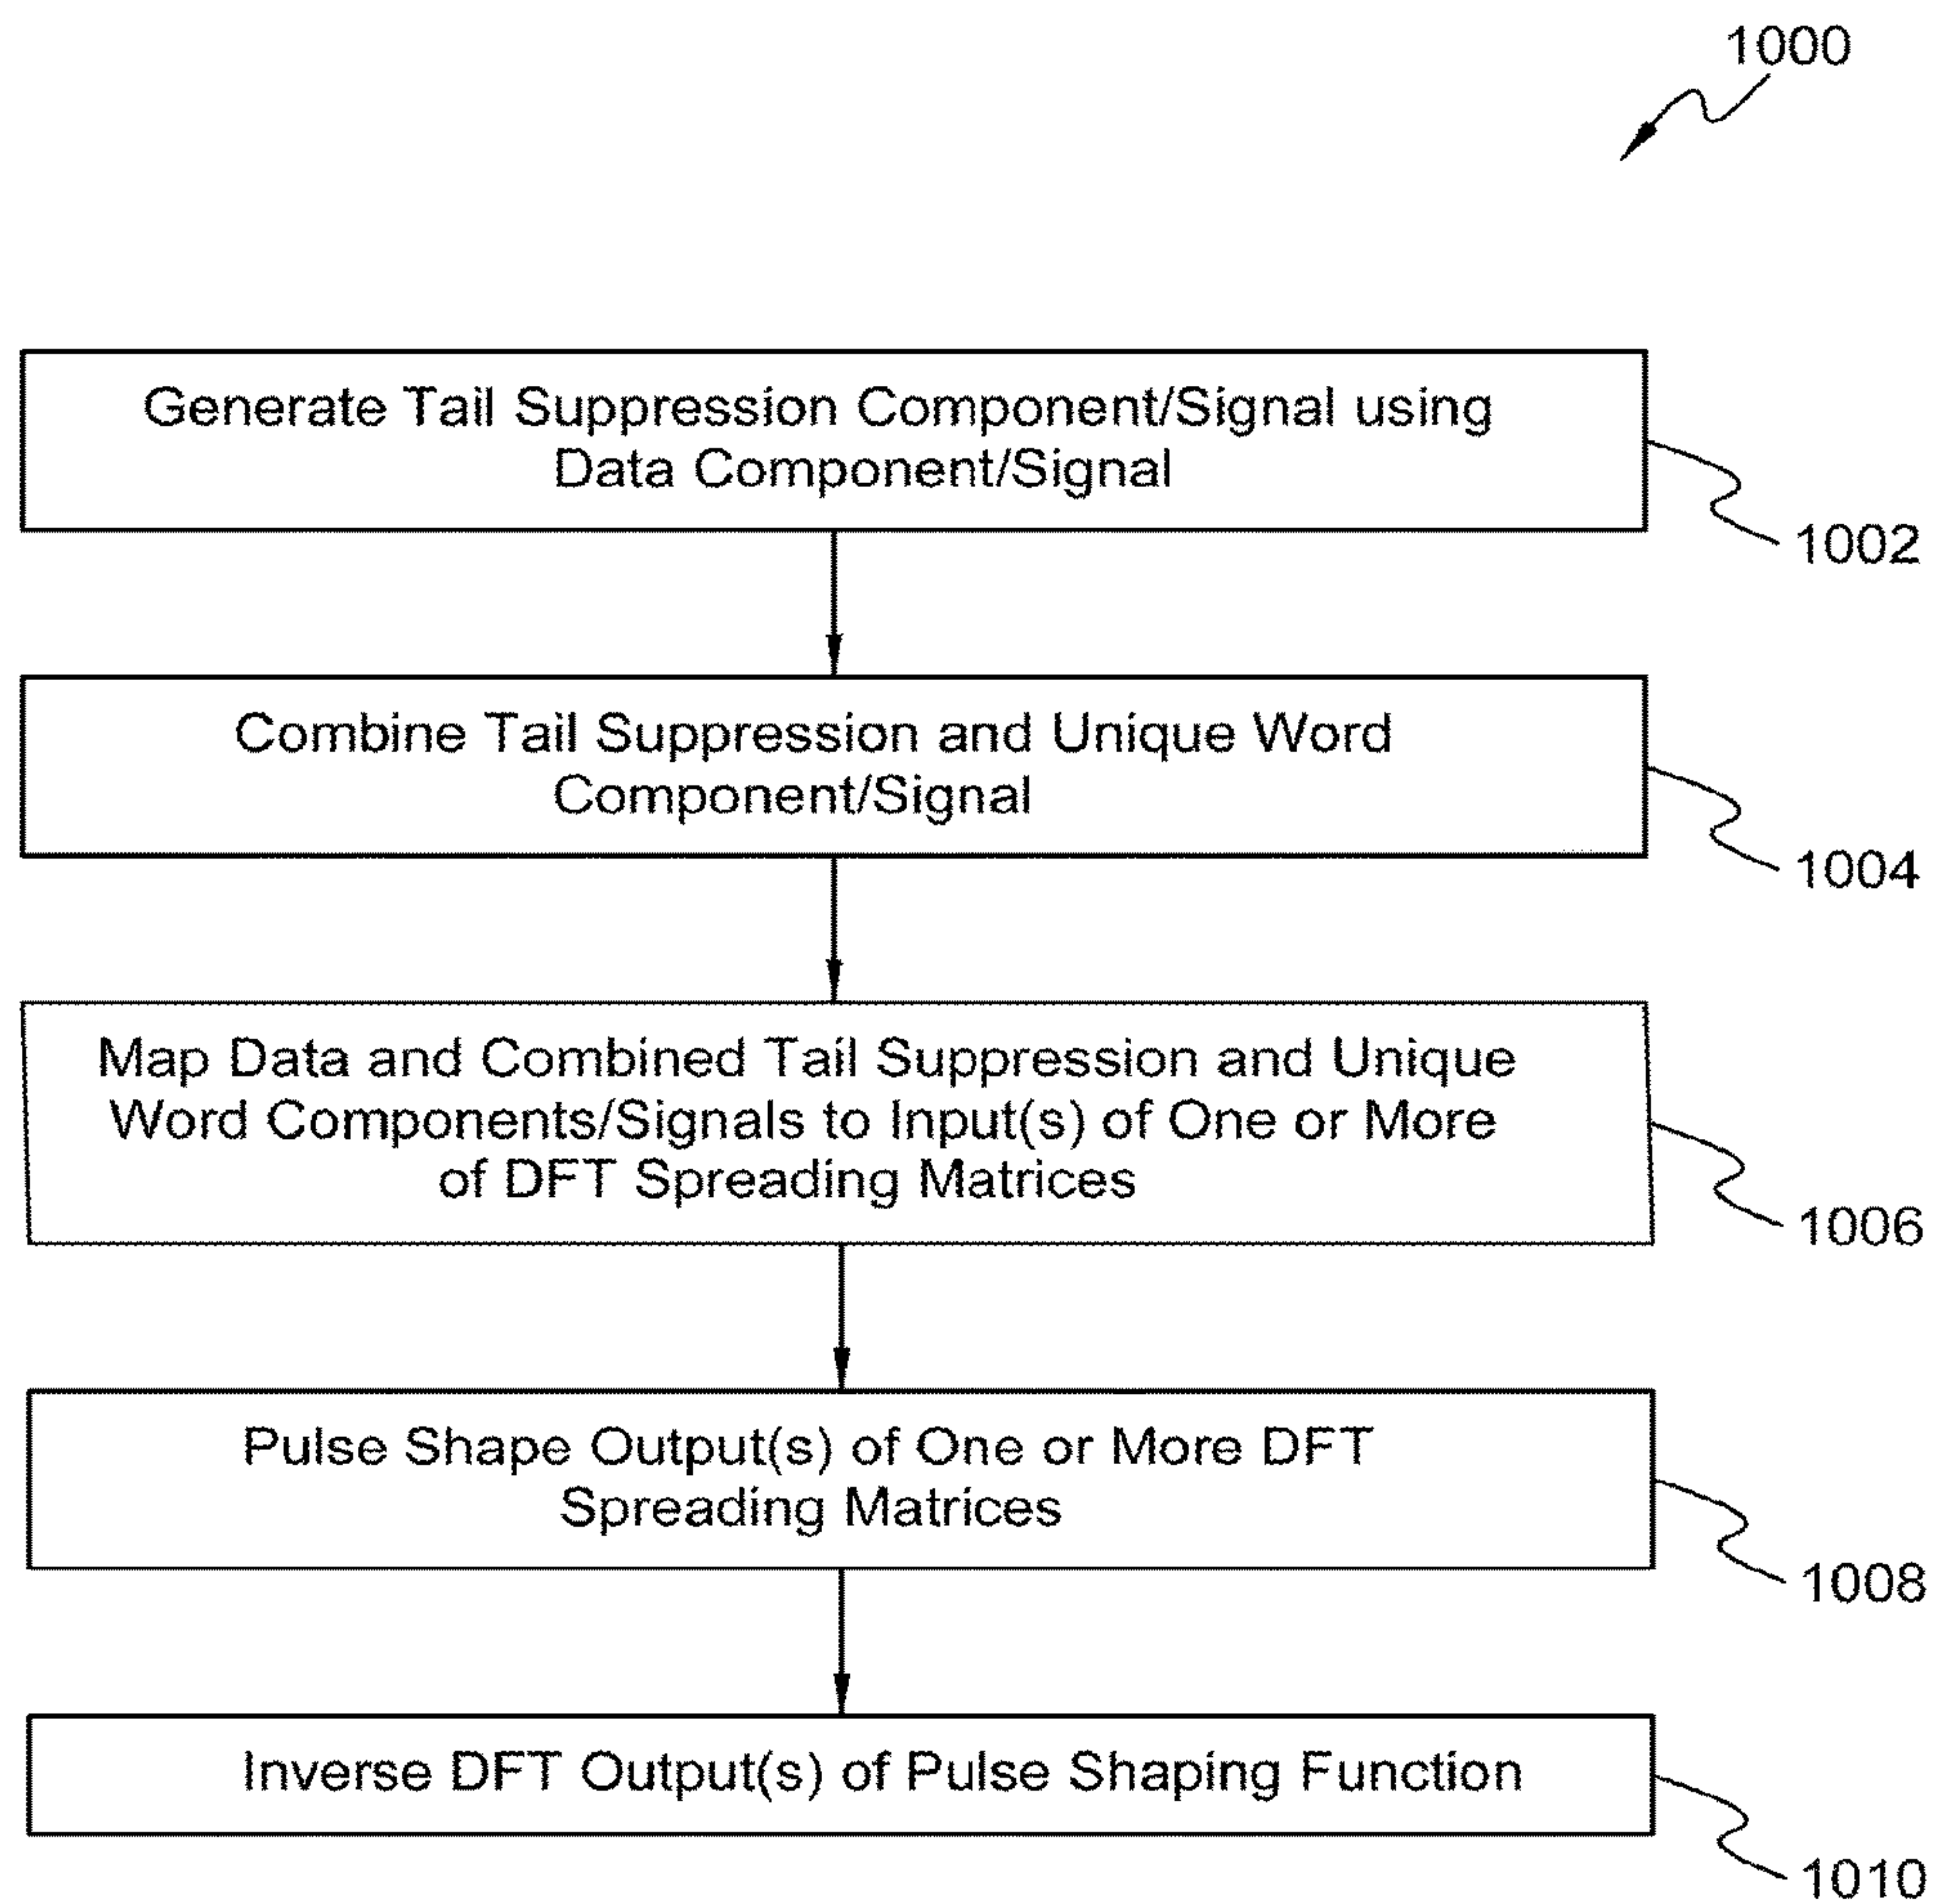 1000
Generate Tail Suppression Component/Signal using
Data Component/Signal
1002
Combine Tail Suppression and Unique Word
Component/Signal
1004
Map Data and Combined Tail Suppression and Unique
Word Components/Signals to Input(s) of One or More
of DFT Spreading Matrices
1006
Pulse Shape Output(s) of One or More DFT
Spreading Matrices
1008
Inverse DFT Output(s) of Pulse Shaping Function
1010